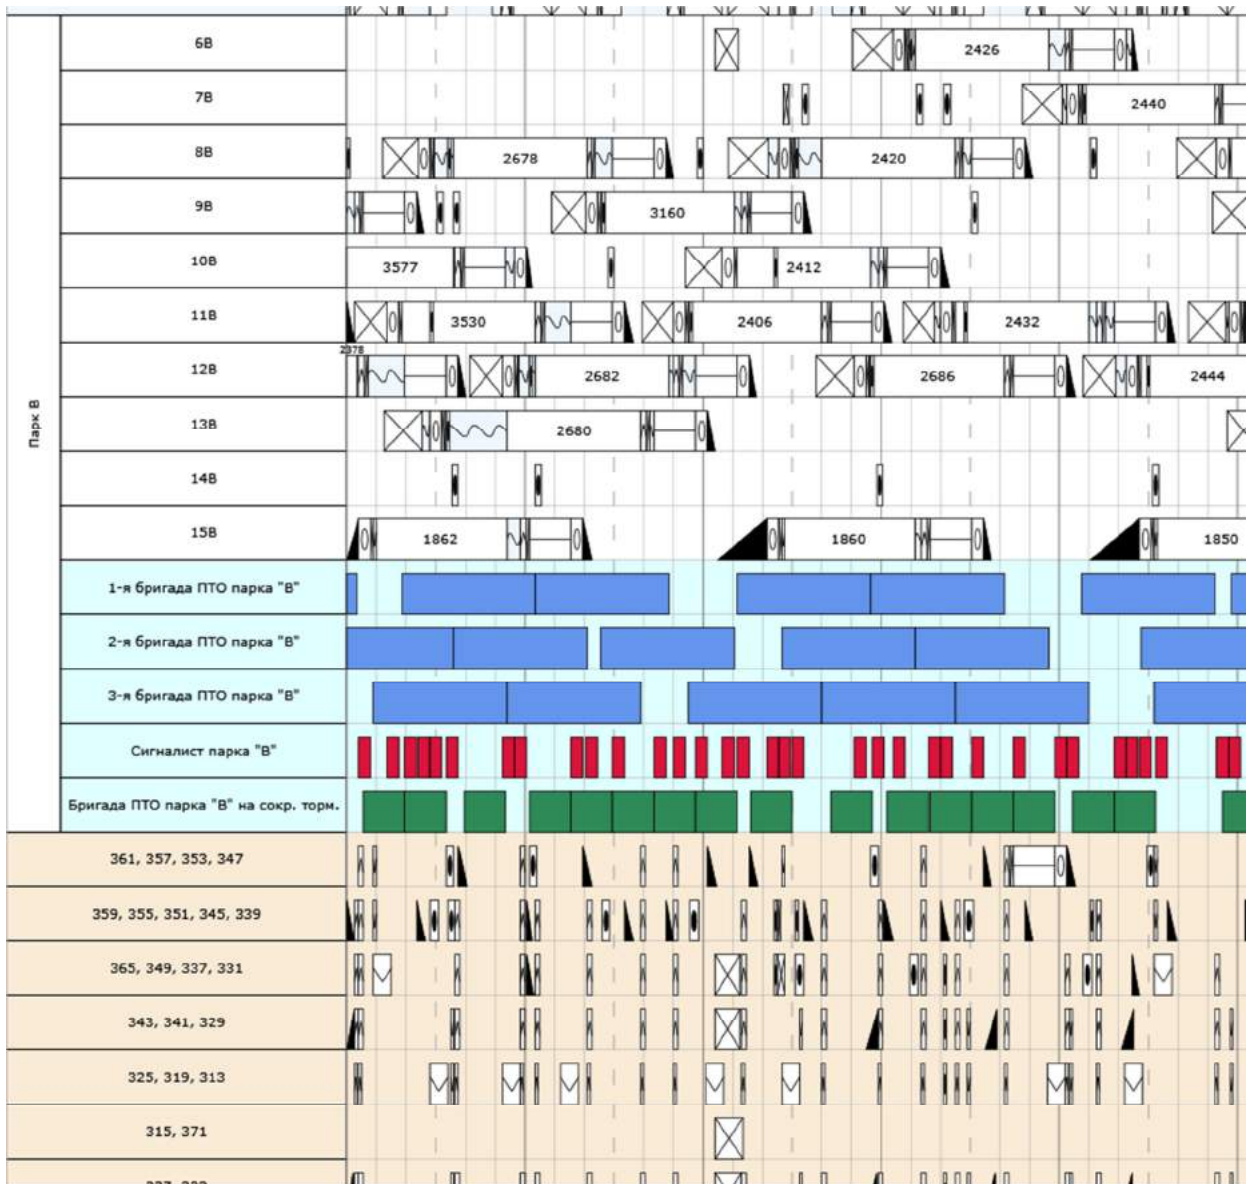 6В
2426
7В
2440
8В
2678
2420
9В
3160
10В
3577
2412
11В
3530
2406
2432
2378
12В
2682
2686
2444
Парк В
13В
2680
14В
15В
1862
1860
1850
1-я бригада ПТО парка "В"
2-я бригада ПТО парка "В"
3-я бригада ПТО парка "В"
Сигналист парка "В"
Бригада ПТО парка "В" на сокр. торм.
361, 357, 353, 347
359, 355, 351, 345, 339
365, 349, 337, 331
343, 341, 329
325, 319, 313
315, 371